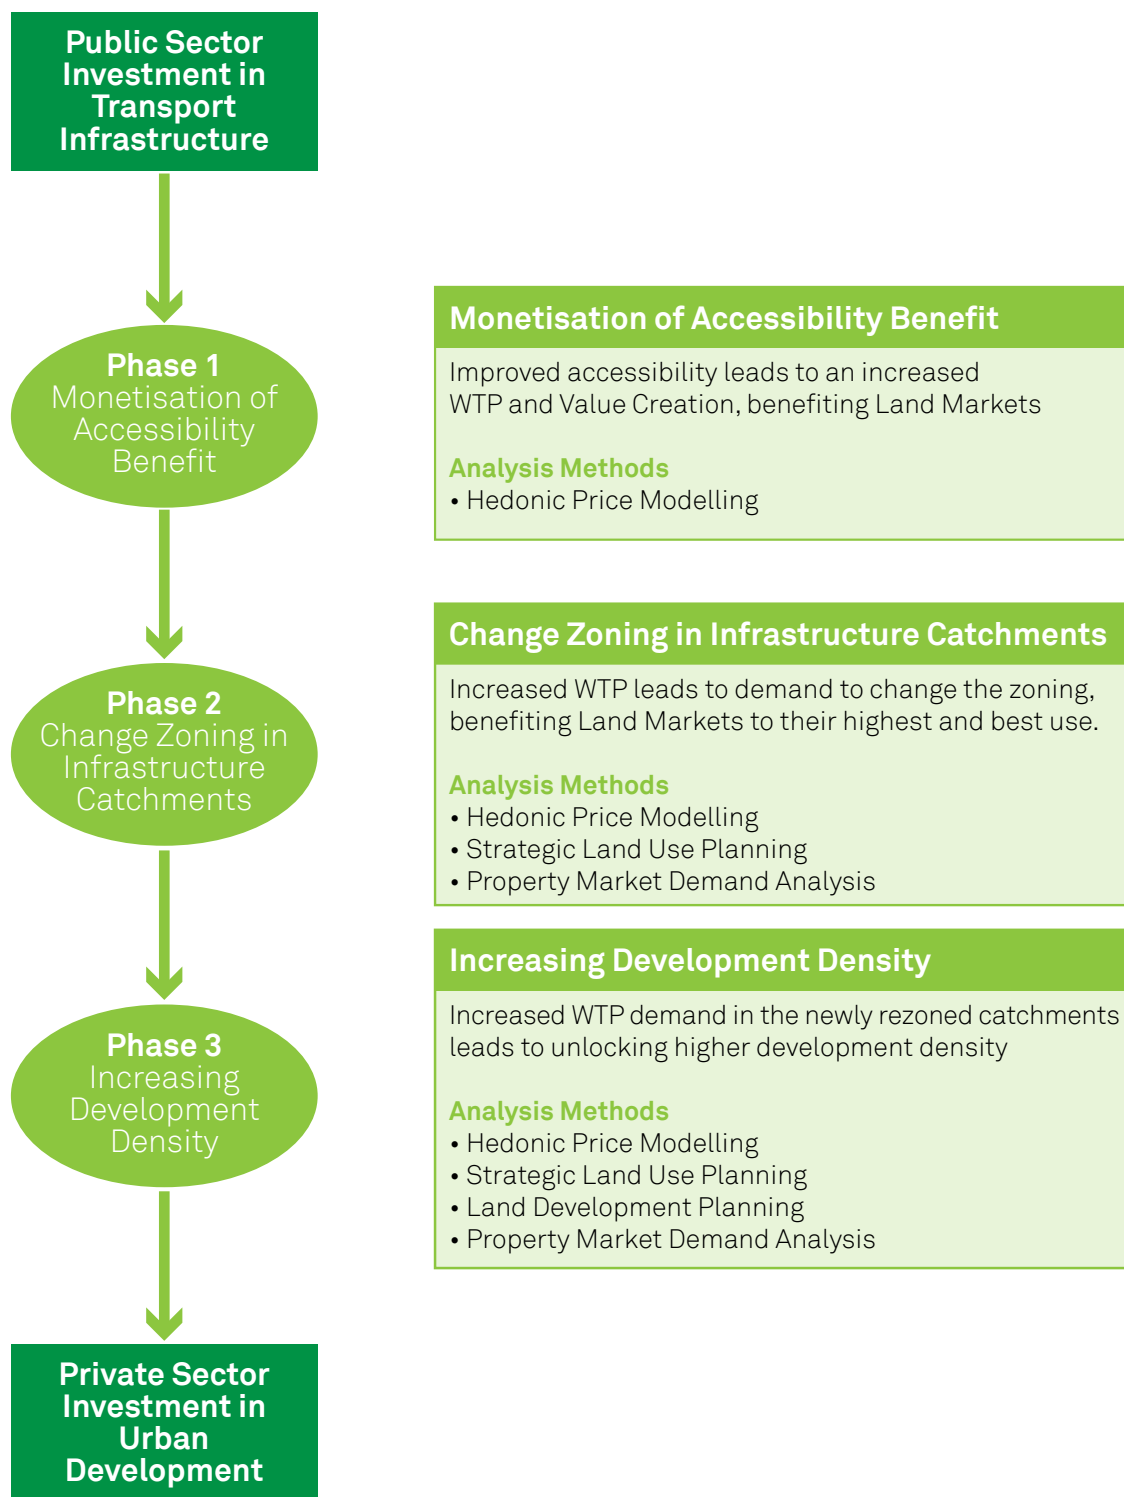 Public Sector
Investment in
Transport
Infrastructure
Phase 1
Monetisation of
Accessibility
Benefit
Monetisation of Accessibility Benefit
Improved accessibility leads to an increased
WTP and Value Creation, benefiting Land Markets
Analysis Methods
• Hedonic Price Modelling
Phase 2
Change Zoning in
Infrastructure
Catchments
Change Zoning in Infrastructure Catchments
Increased WTP leads to demand to change the zoning,
benefiting Land Markets to their highest and best use.
Analysis Methods
• Hedonic Price Modelling
• Strategic Land Use Planning
• Property Market Demand Analysis
Phase 3
Increasing
Development
Density
Increasing Development Density
Increased WTP demand in the newly rezoned catchments
leads to unlocking higher development density
Analysis Methods
• Hedonic Price Modelling
• Strategic Land Use Planning
• Land Development Planning
• Property Market Demand Analysis
Private Sector
Investment in
Urban
Development